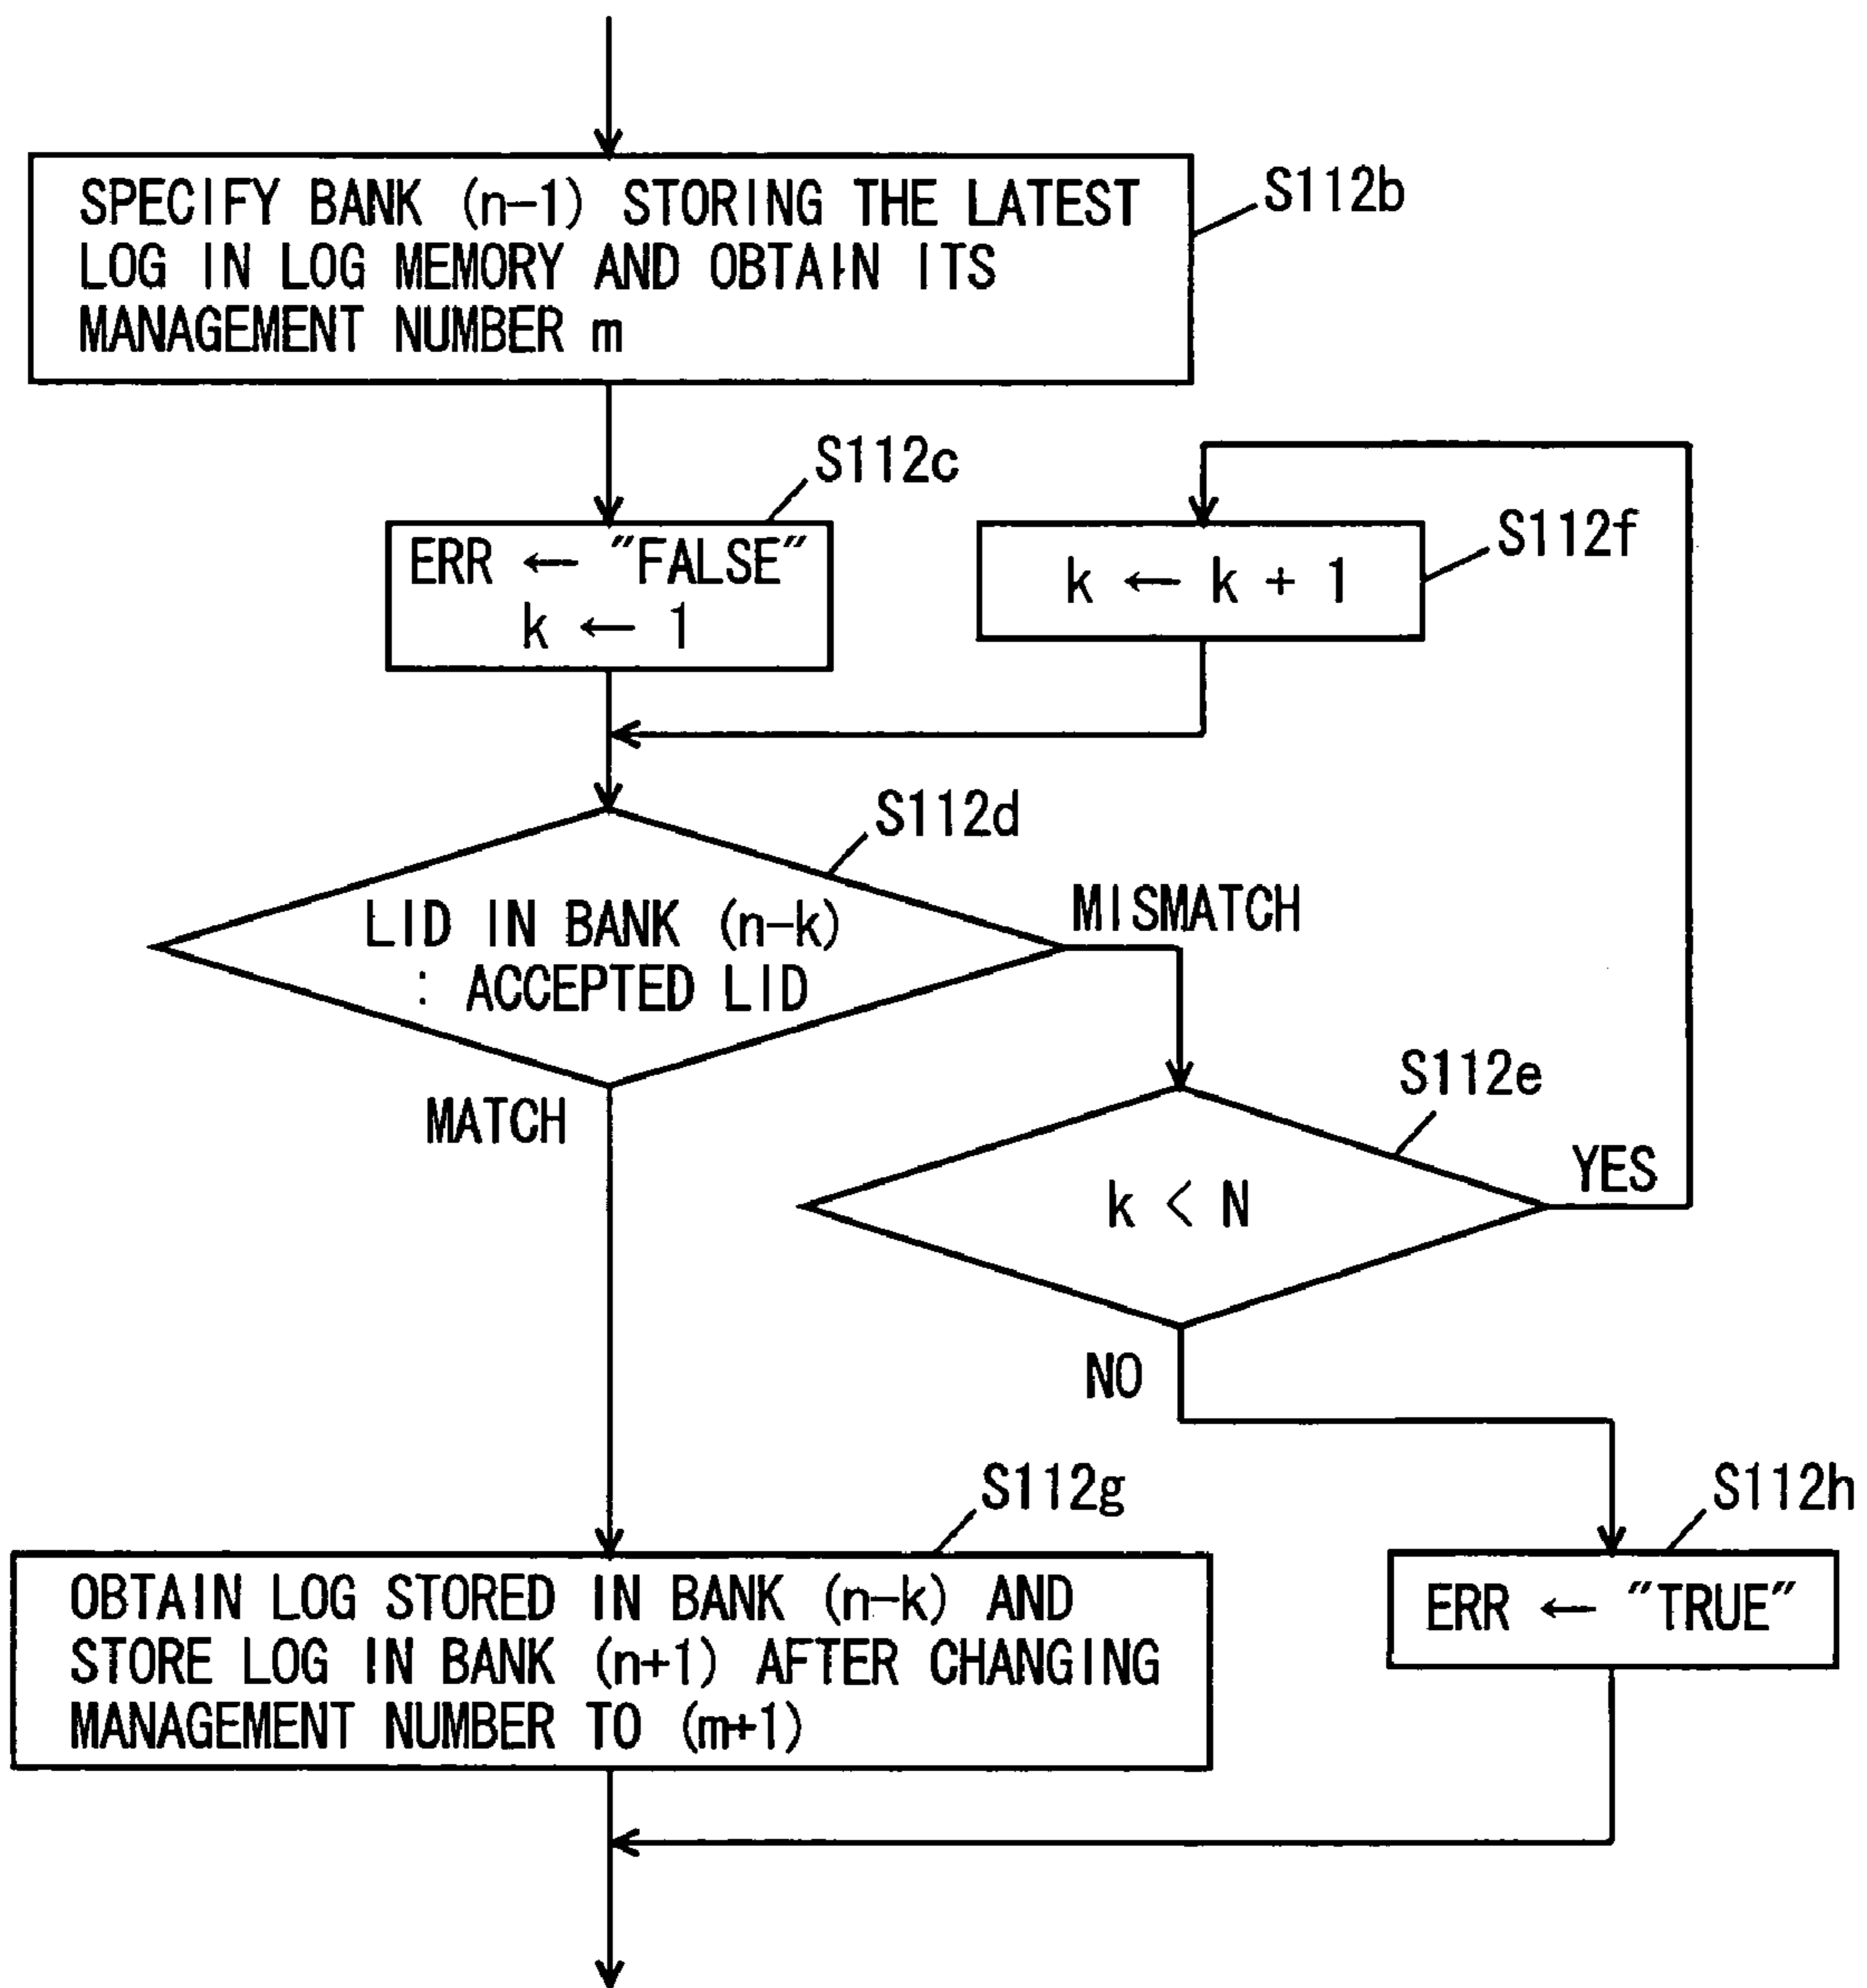 SPECIFY BANK (n-1) STORING THE LATEST
LOG IN LOG MEMORY AND OBTAIN ITS
MANAGEMENT NUMBER m
S112b
S112c
ERR ← "FALSE"
k ← 1
S112f
k ← k + 1
S112d
LID IN BANK (n-k)
: ACCEPTED LID
MISMATCH
MATCH
S112e
k < N
YES
NO
S112g
OBTAIN LOG STORED IN BANK (n-k) AND
STORE LOG IN BANK (n+1) AFTER CHANGING
MANAGEMENT NUMBER TO (m+1)
S112h
ERR ← "TRUE"